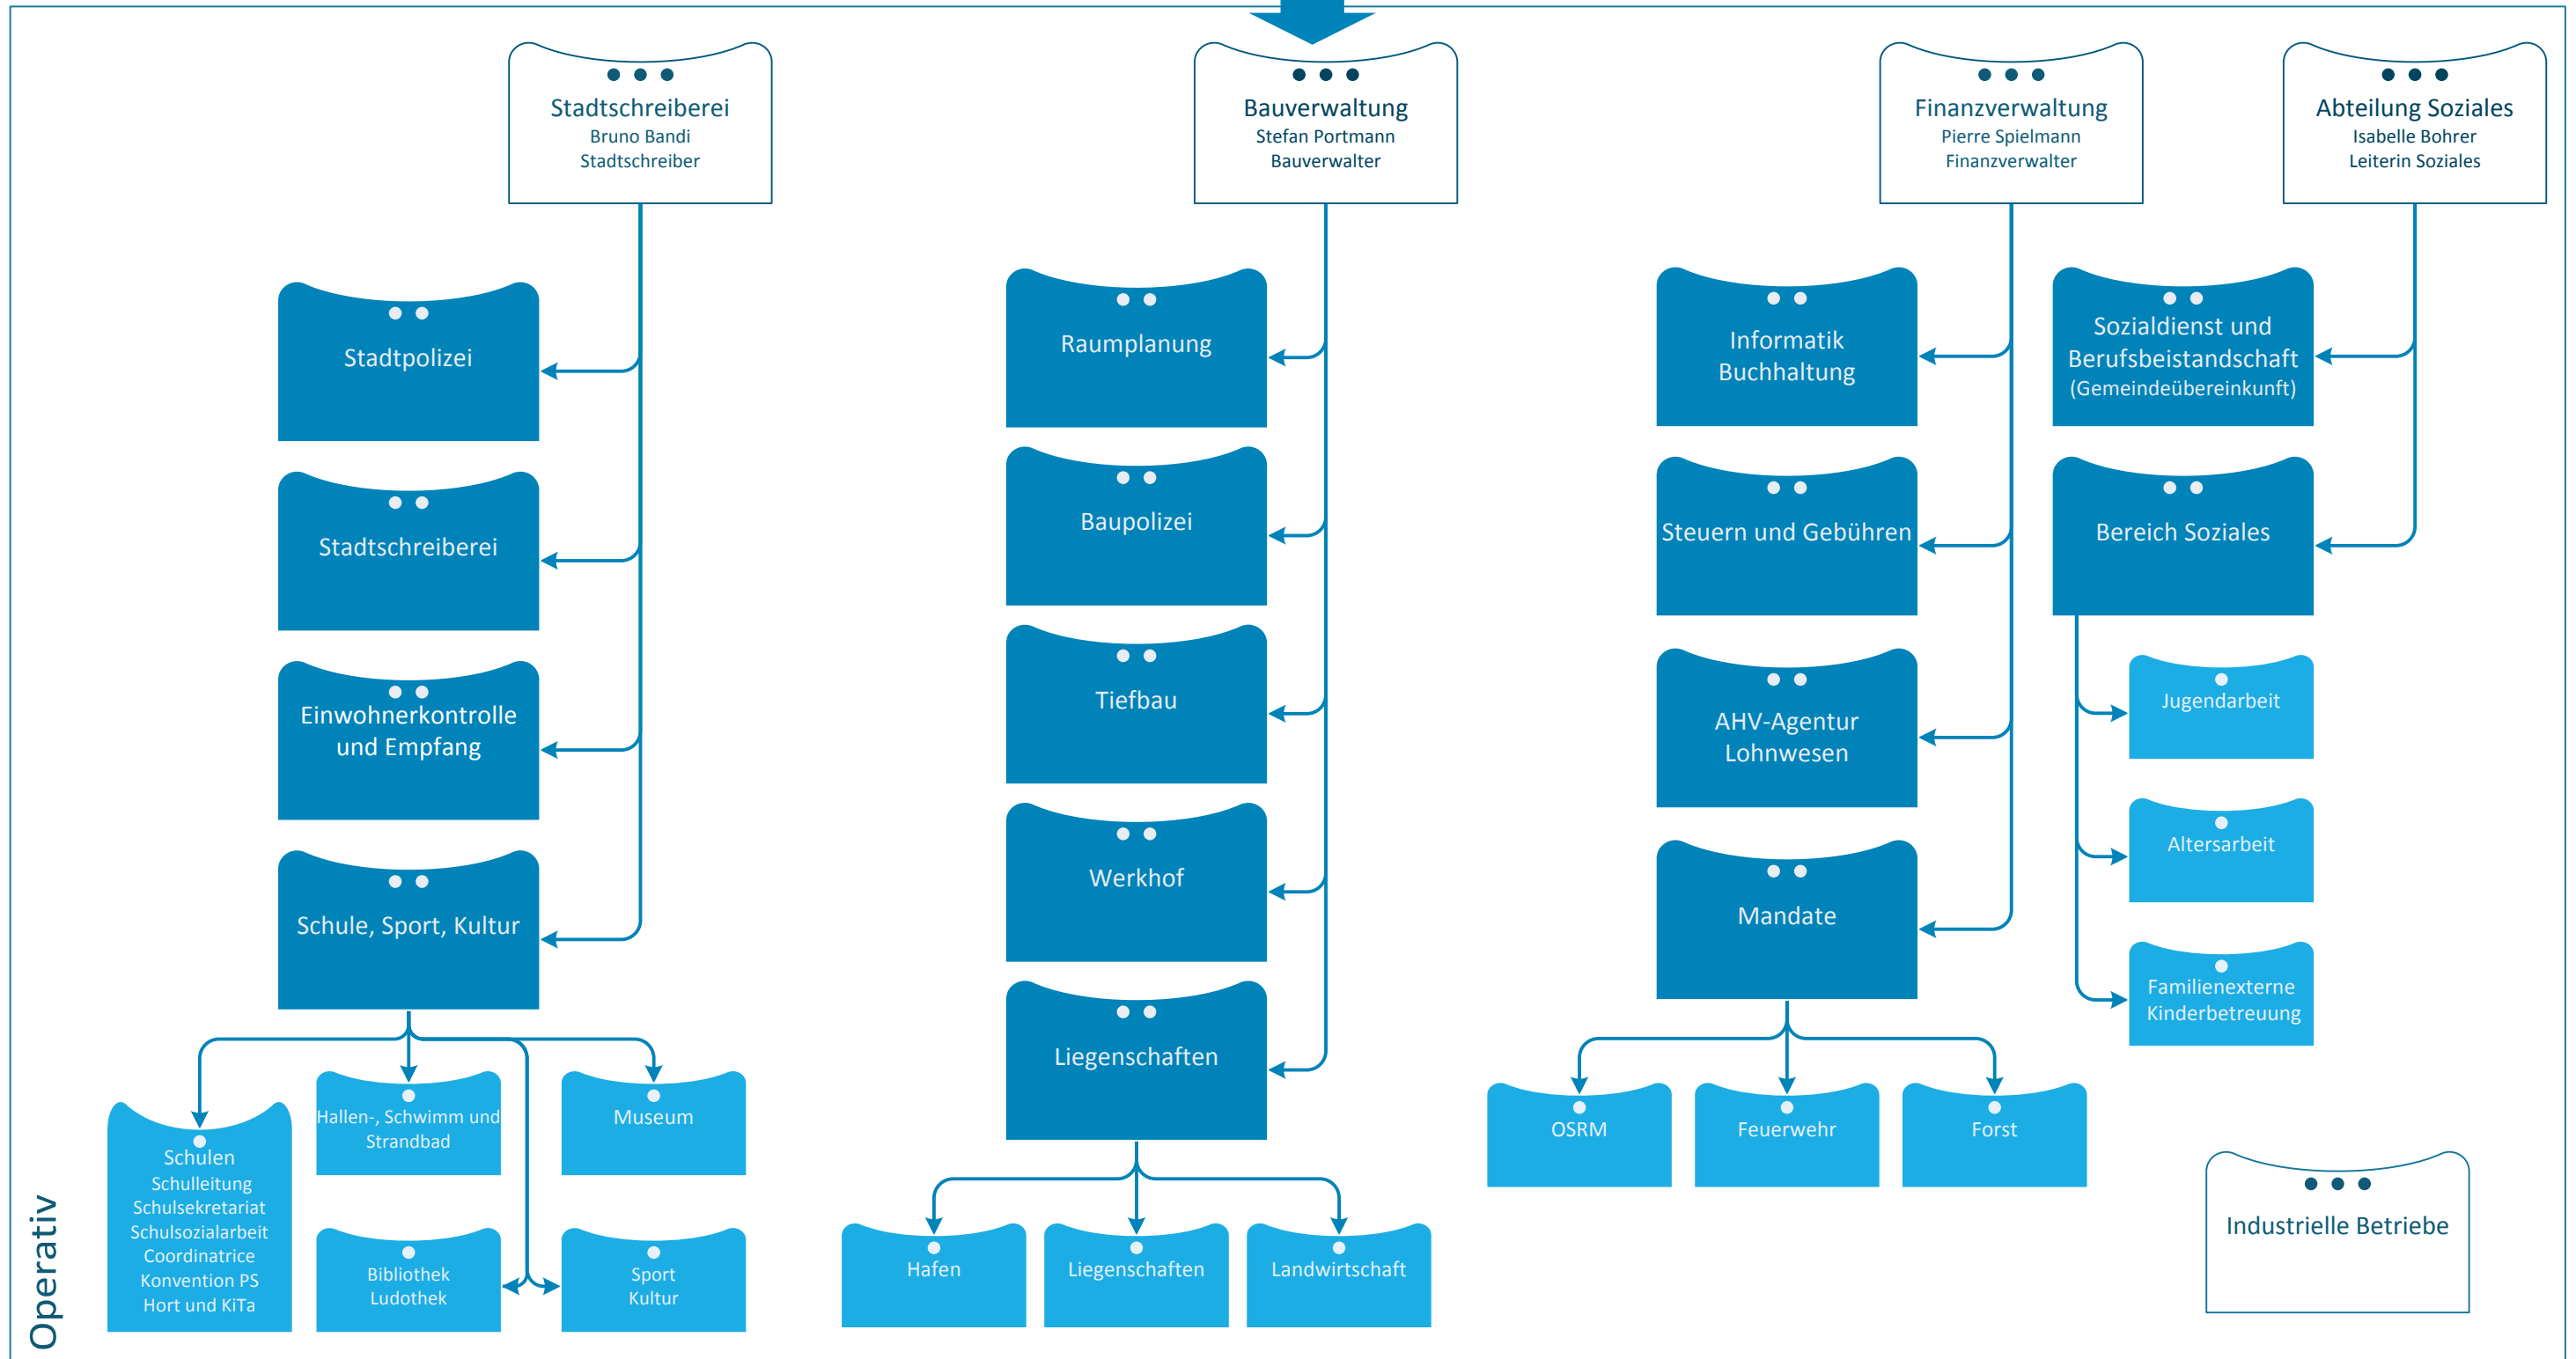 Stadtschreiberei
Bruno Bandi
Stadtschreiber
Bauverwaltung
Stefan Portmann
Bauverwalter
Finanzverwaltung
Pierre Spielmann
Finanzverwalter
Abteilung Soziales
Isabelle Bohrer
Leiterin Soziales
Stadtpolizei
Stadtschreiberei
Einwohnerkontrolle
und Empfang
Schule, Sport, Kultur
Schulen
Schulleitung
Schulsekretariat
Schulsozialarbeit
Coordinatrice
Konvention PS
Hort und KiTa
Hallen-, Schwimm und
Strandbad
Museum
Bibliothek
Ludothek
Sport
Kultur
Raumplanung
Baupolizei
Tiefbau
Werkhof
Liegenschaften
Hafen
Liegenschaften
Landwirtschaft
Informatik
Buchhaltung
Steuern und Gebühren
AHV-Agentur
Lohnwesen
Mandate
OSRM
Feuerwehr
Forst
Sozialdienst und
Berufsbeistandschaft
(Gemeindeübereinkunft)
Bereich Soziales
Jugendarbeit
Altersarbeit
Familienexterne
Kinderbetreuung
Industrielle Betriebe
Operativ